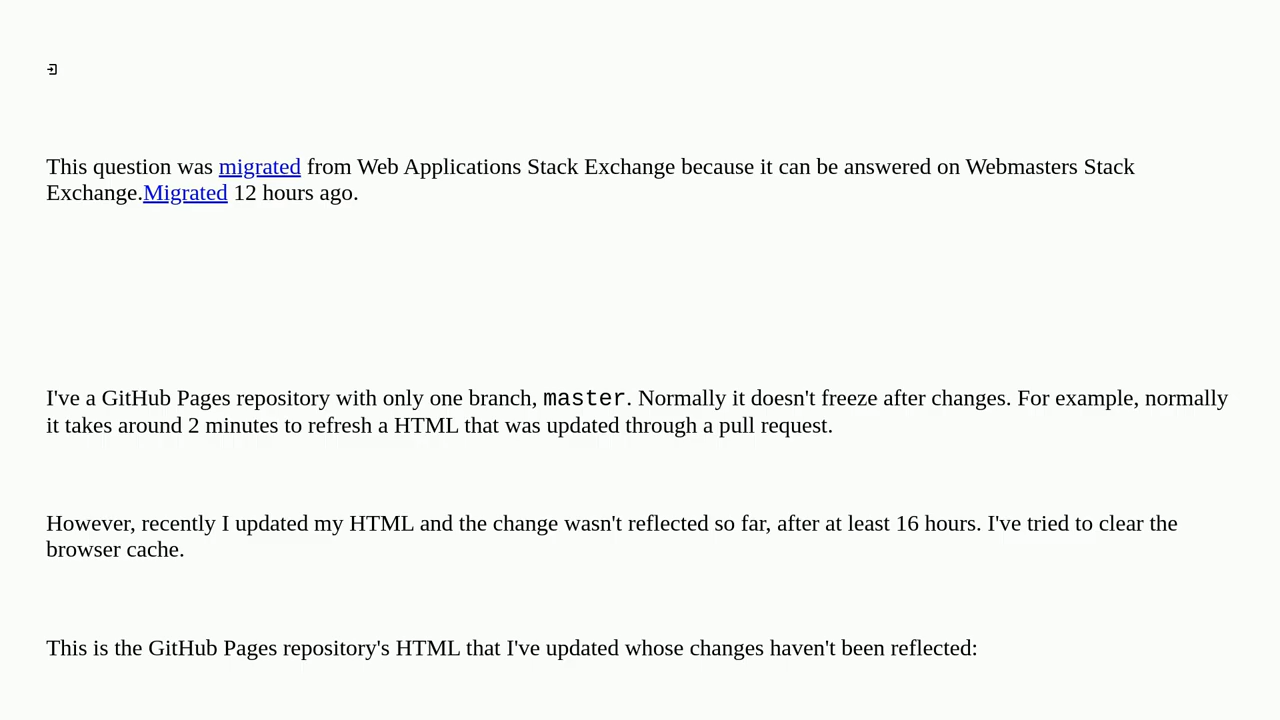 This question was migrated from Web Applications Stack Exchange because it can be answered on Webmasters Stack
Exchange.Migrated 12 hours ago.
I've a GitHub Pages repository with only one branch, master. Normally it doesn't freeze after changes. For example, normally
it takes around 2 minutes to refresh a HTML that was updated through a pull request.
However, recently I updated my HTML and the change wasn't reflected so far, after at least 16 hours. I've tried to clear the
browser cache.
This is the GitHub Pages repository's HTML that I've updated whose changes haven't been reflected: